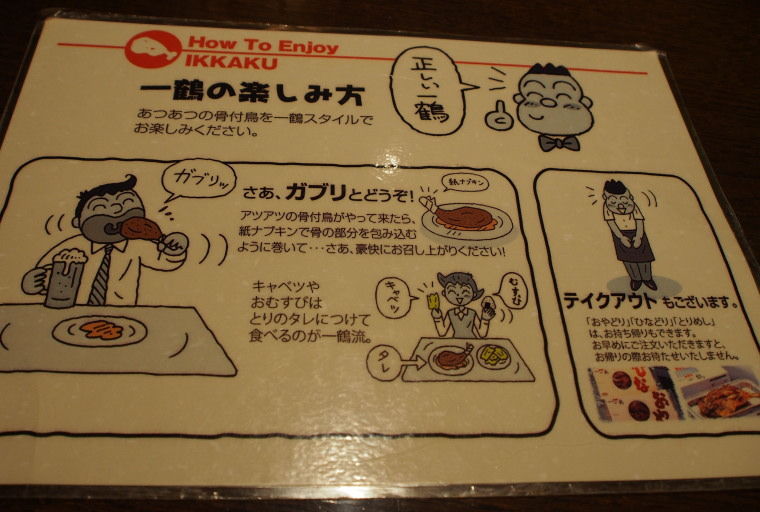 How To Enjoy
IKKAKU
一鶴の楽しみ方
あつあつの骨付鳥を一鶴スタイルで
お楽しみください。
正しい一鶴
ガブリッ
さあ、ガブリとどうぞ!
紙ナプキン
アツアツの骨付鳥がやって来たら、
紙ナプキンで骨の部分を包み込む
ように巻いて・・・さあ、豪快にお召し上がりください!
キャベツや
おむすびは
とりのタレにつけて
食べるのが一鶴流。
キャベツ
むすび
タレ
テイクアウトもございます。
「おやどり」「ひなどり」「とりめし」
は、お持ち帰りもできます。
お早めにご注文いただきますと、
お帰りの際お待たせいたしません。